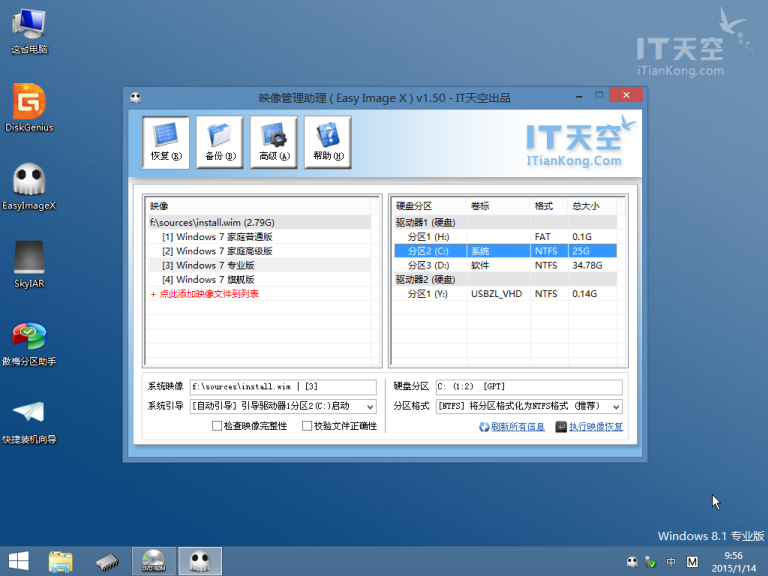 这台电脑
DiskGenius
EasyImageX
SkyIAR
傲梅分区助手
快捷装机向导
IT天空
iTianKong.com
映像管理助理 ( Easy Image X ) v1.50 - IT天空出品
恢复 (R)
备份 (B)
高级 (A)
帮助 (H)
IT天空
ITianKong.Com
映像
f:\sources\install.wim (2.79G)
[1] Windows 7 家庭普通版
[2] Windows 7 家庭高级版
[3] Windows 7 专业版
[4] Windows 7 旗舰版
+ 点此添加映像文件到列表
硬盘分区 卷标 格式 总大小
驱动器1 (硬盘)
分区1 (H:) FAT 0.1G
分区2 (C:) 系统 NTFS 25G
分区3 (D:) 软件 NTFS 34.78G
驱动器2 (硬盘)
分区1 (Y:) USBZL_VHD NTFS 0.14G
系统映像 f:\sources\install.wim | [3]
系统引导 [自动引导] 引导驱动器1分区2(C:)启动
检查映像完整性 校验文件正确性
硬盘分区 C: (1:2) [GPT]
分区格式 [NTFS] 将分区格式化为NTFS格式 (推荐)
刷新所有信息 执行映像恢复
Windows 8.1 专业版
DVD-ROM
中 M
9:56
2015/1/14